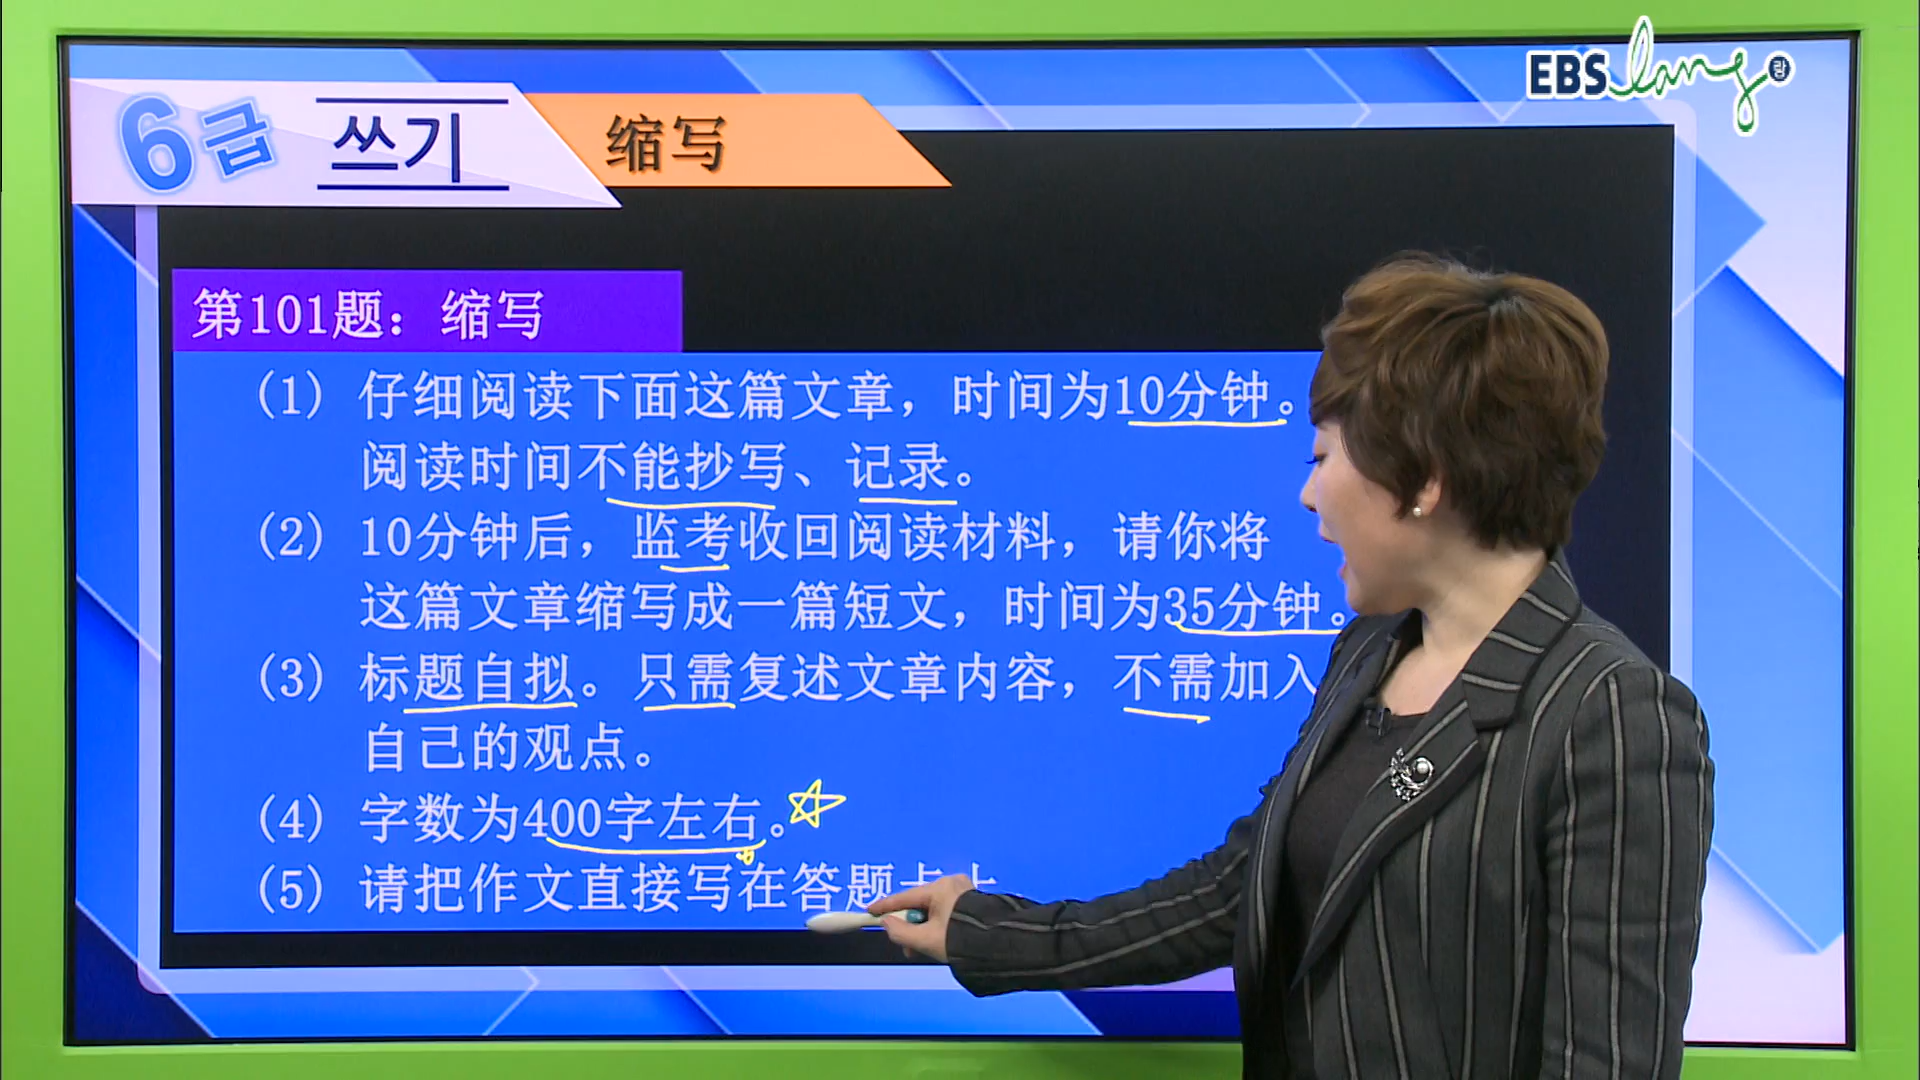 EBS lang 랑
6급 쓰기 缩写
第101题：缩写
(1) 仔细阅读下面这篇文章，时间为10分钟。
阅读时间不能抄写、记录。
(2) 10分钟后，监考收回阅读材料，请你将
这篇文章缩写成一篇短文，时间为35分钟。
(3) 标题自拟。只需复述文章内容，不需加入
自己的观点。
(4) 字数为400字左右。
(5) 请把作文直接写在答题卡上